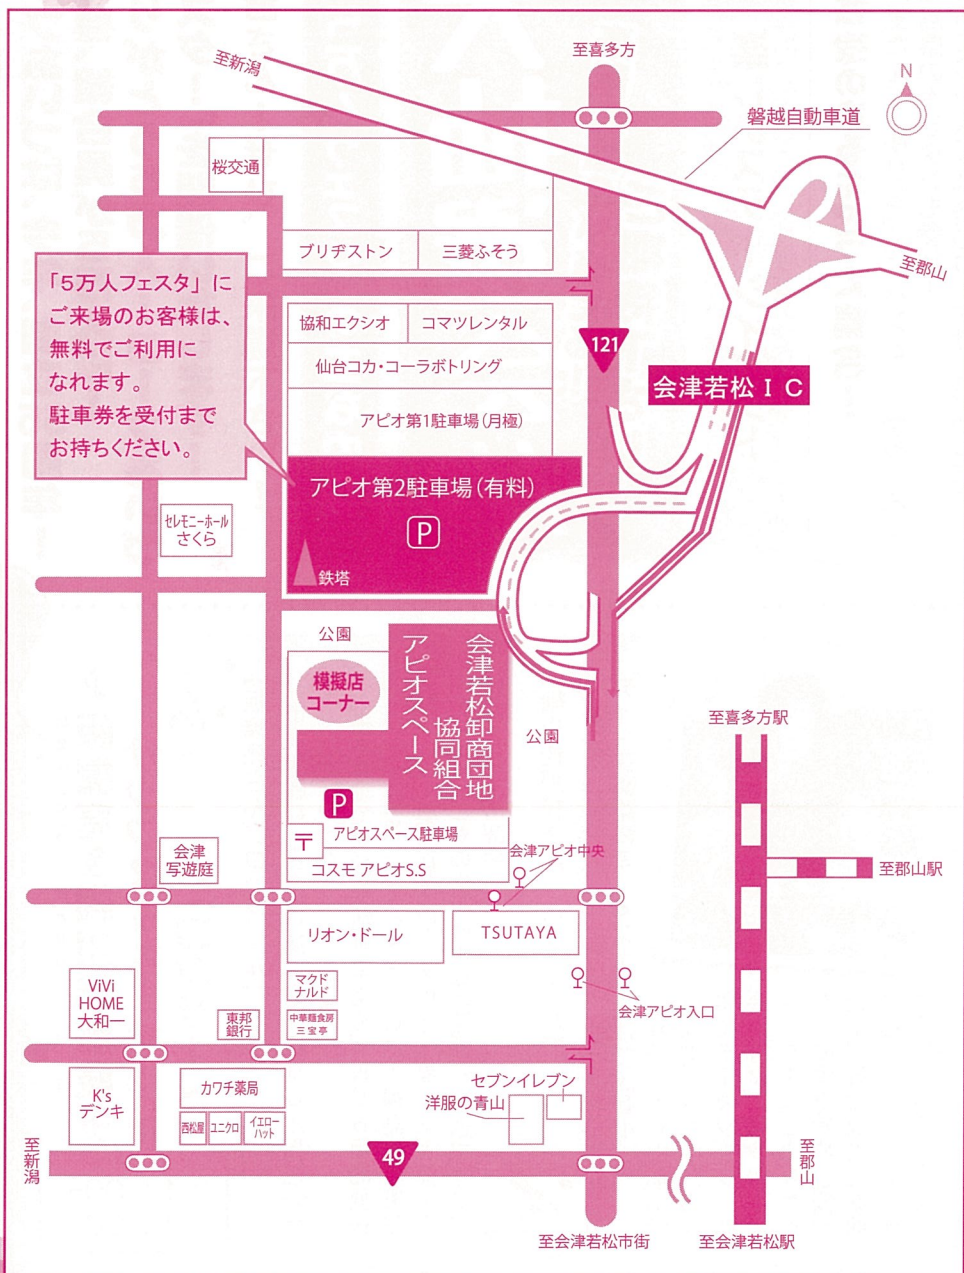 至喜多方
至新潟
N
磐越自動車道
桜交通
ブリヂストン
三菱ふそう
至郡山
「5万人フェスタ」に
ご来場のお客様は、
無料でご利用に
なれます。
駐車券を受付まで
お持ちください。
協和エクシオ
コマツレンタル
121
仙台コカ・コーラボトリング
会津若松IC
アピオ第1駐車場(月極)
アピオ第2駐車場(有料)
P
セレモニーホール
さくら
鉄塔
公園
会津若松卸商団地
協同組合
アピオスペース
模擬店
コーナー
公園
至喜多方駅
P
〒
アピオスペース駐車場
会津
写遊庭
会津アピオ中央
コスモ アピオS.S
至郡山駅
リオン・ドール
TSUTAYA
ViVi
HOME
大和一
マクド
ナルド
会津アピオ入口
東邦
銀行
中華麺食房
三宝亭
K's
デンキ
カワチ薬局
セブンイレブン
洋服の青山
西松屋
ユニクロ
イエロー
ハット
至新潟
49
至郡山
至会津若松市街
至会津若松駅